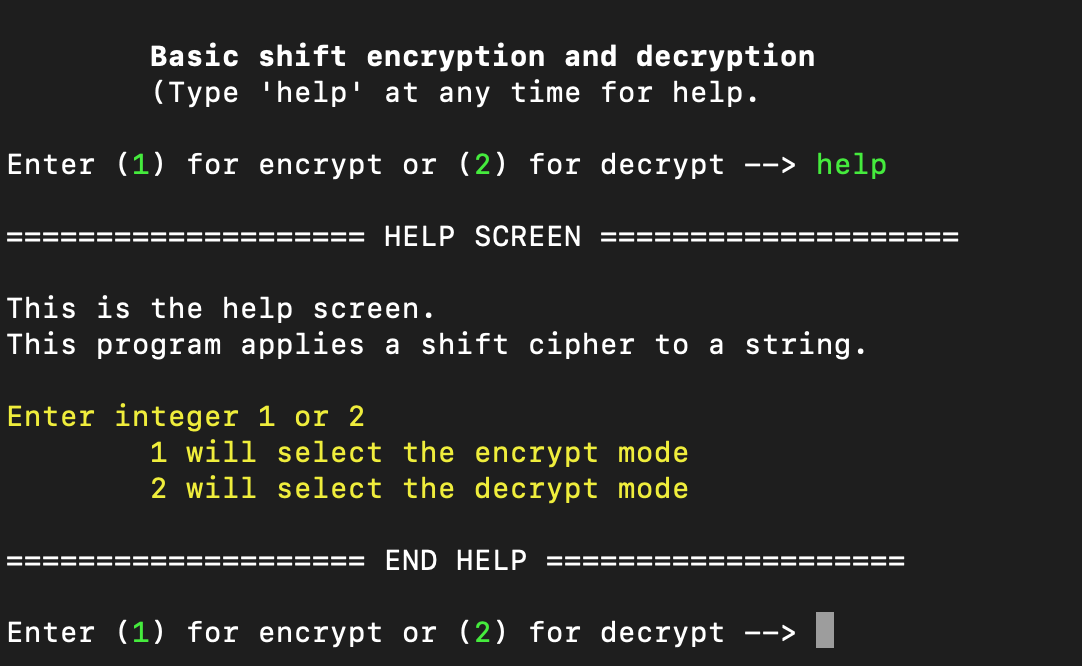 Basic shift encryption and decryption
(Type 'help' at any time for help.
Enter (1) for encrypt or (2) for decrypt --> help
==================== HELP SCREEN ====================
This is the help screen.
This program applies a shift cipher to a string.
Enter integer 1 or 2
1 will select the encrypt mode
2 will select the decrypt mode
==================== END HELP ====================
Enter (1) for encrypt or (2) for decrypt -->